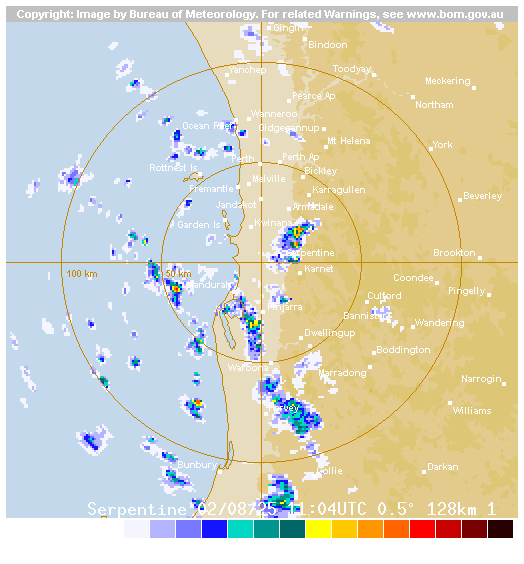 Copyright: Image by Bureau of Meteorology. For related Warnings, see www.bom.gov.au
Gingin
Bindoon
Yanchep
Toodyay
Meckering
Pearce Ap
Northam
Wanneroo
Ocean Reef
Gidgegannup
Mt Helena
York
Perth
Perth Ap
Rottnest Is
Bickley
Melville
Fremantle
Karragullen
Beverley
Jandakot
Armadale
Garden Is
Kwinana
Serpentine
Brookton
100 km
50 km
Karnet
Mandurah
Coondee
Pingelly
Culford
Pinjarra
Bannister
Wandering
Dwellingup
Boddington
Waroona
Marradong
Narrogin
Harvey
Williams
Bunbury
Collie
Darkan
Serpentine 02/08/25 :04UTC 0.5° 128km 1